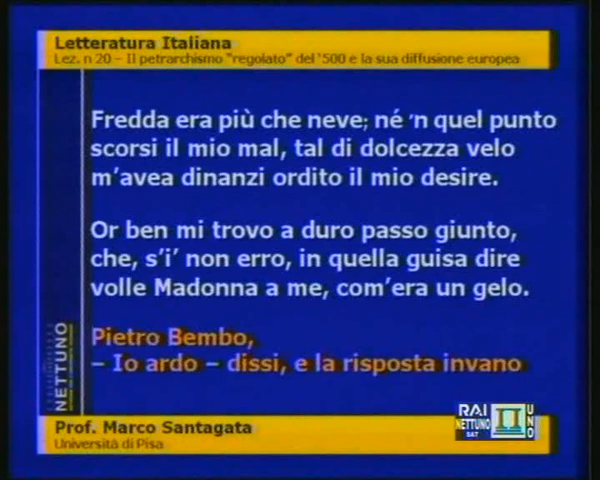 Letteratura Italiana
Lez. n 20 – Il petrarchismo "regolato" del '500 e la sua diffusione europea
Fredda era più che neve; né 'n quel punto
scorsi il mio mal, tal di dolcezza velo
m'avea dinanzi ordito il mio desire.
Or ben mi trovo a duro passo giunto,
che, s'i' non erro, in quella guisa dire
volle Madonna a me, com'era un gelo.
Pietro Bembo,
– Io ardo – dissi, e la risposta invano
NETTUNO
Prof. Marco Santagata
Università di Pisa
RAI
NETTUNO
SAT
UNO